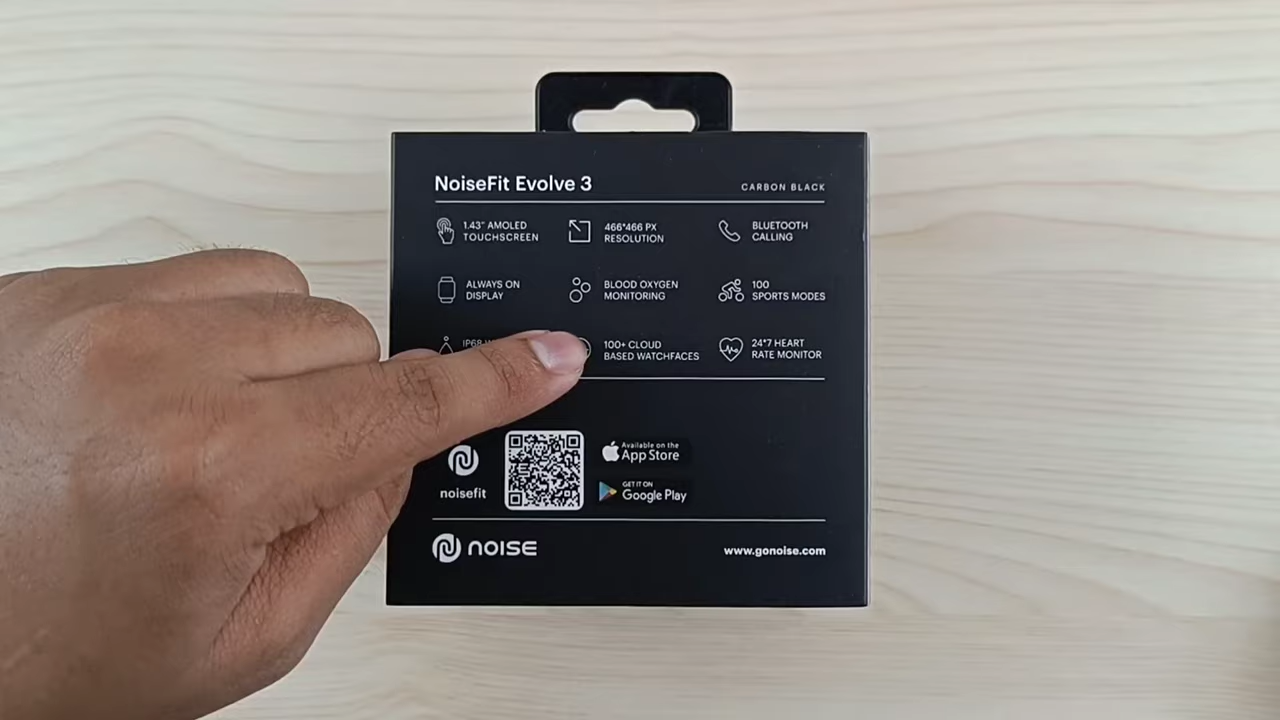 NoiseFit Evolve 3
CARBON BLACK
1.43" AMOLED
TOUCHSCREEN
466*466 PX
RESOLUTION
BLUETOOTH
CALLING
ALWAYS ON
DISPLAY
BLOOD OXYGEN
MONITORING
100
SPORTS MODES
IP68
100+ CLOUD
BASED WATCHFACES
24*7 HEART
RATE MONITOR
noisefit
Available on the
App Store
GET IT ON
Google Play
NOISE
www.gonoise.com